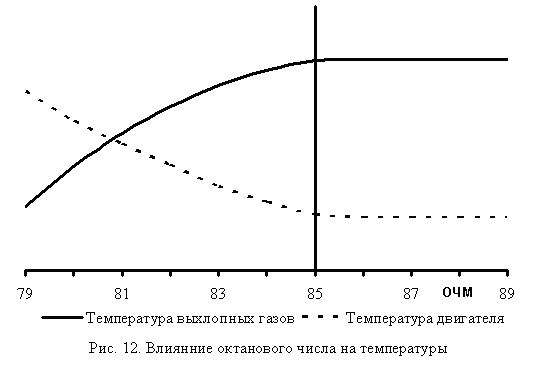 79 81 83 85 87 ОЧМ 89
Температура выхлопных газов Температура двигателя
Рис. 12. Влиянние октанового числа на температуры